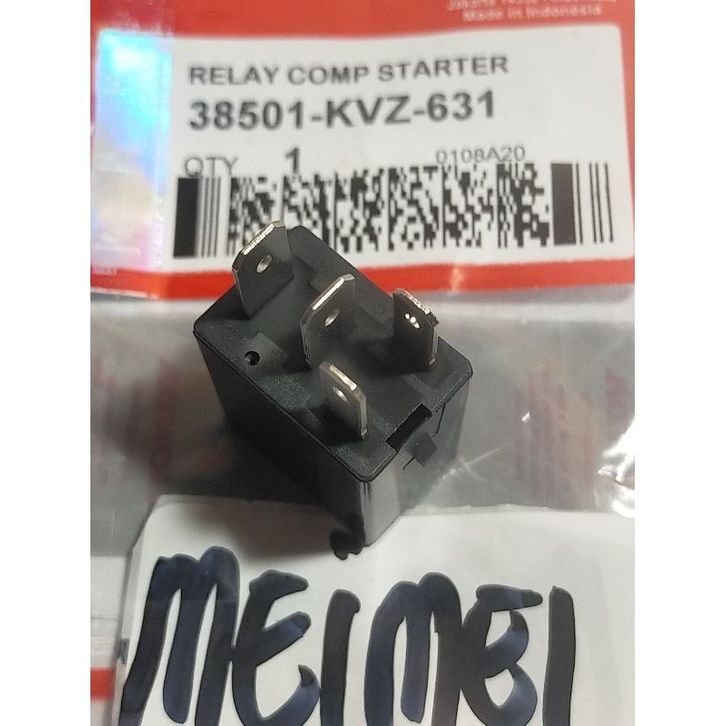 Made in Indonesia
RELAY COMP STARTER
38501-KVZ-631
QTY 1 0108A20
MEIMEI